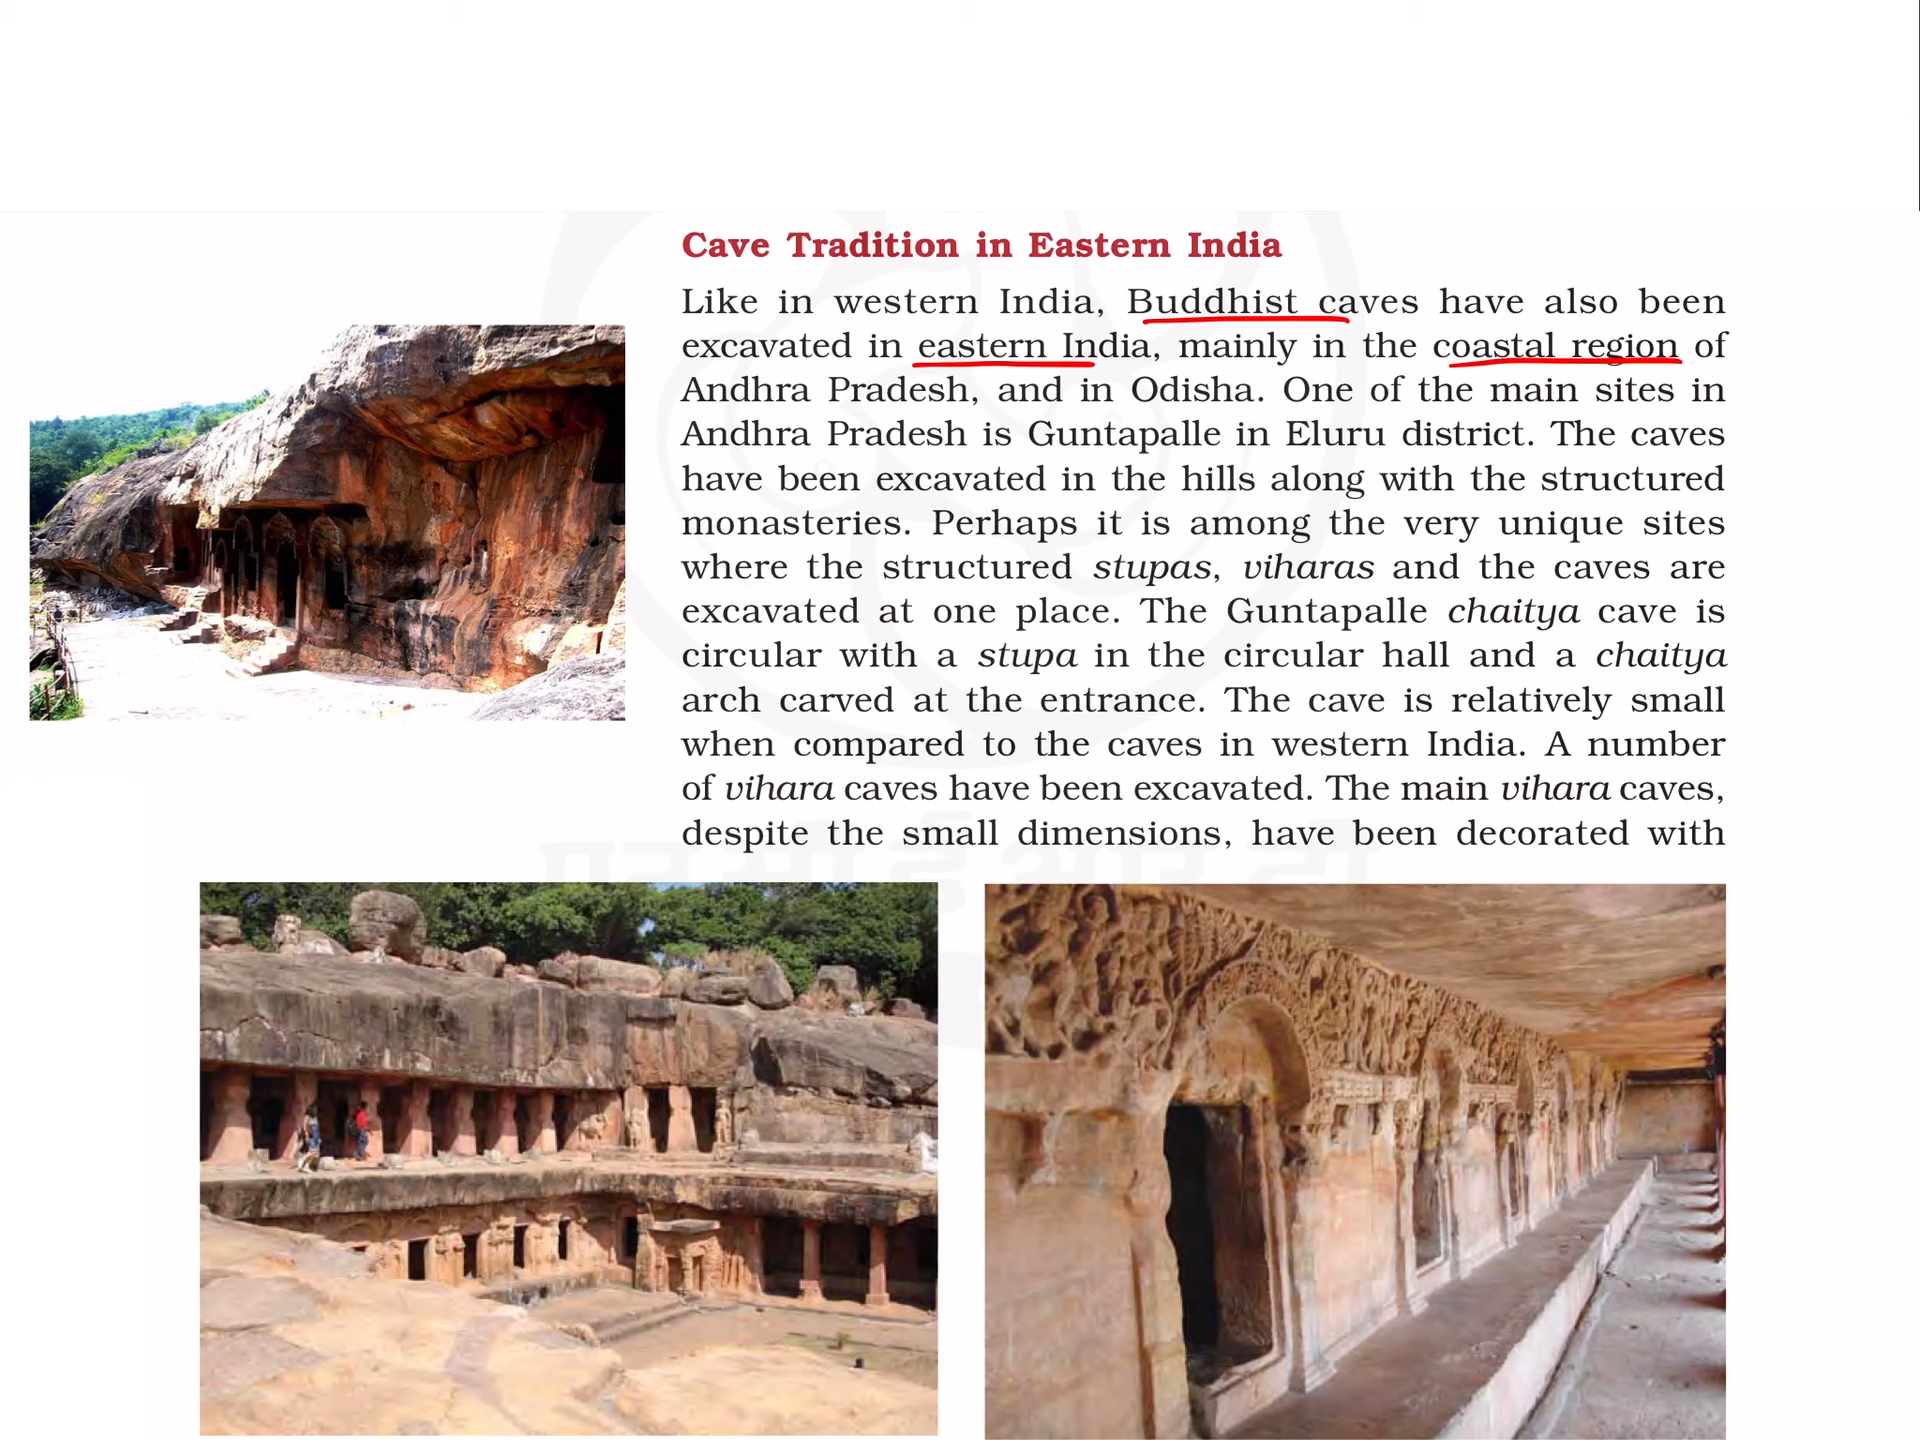 Cave Tradition in Eastern India
Like in western India, Buddhist caves have also been
excavated in eastern India, mainly in the coastal region of
Andhra Pradesh, and in Odisha. One of the main sites in
Andhra Pradesh is Guntapalle in Eluru district. The caves
have been excavated in the hills along with the structured
monasteries. Perhaps it is among the very unique sites
where the structured stupas, viharas and the caves are
excavated at one place. The Guntapalle chaitya cave is
circular with a stupa in the circular hall and a chaitya
arch carved at the entrance. The cave is relatively small
when compared to the caves in western India. A number
of vihara caves have been excavated. The main vihara caves,
despite the small dimensions, have been decorated with